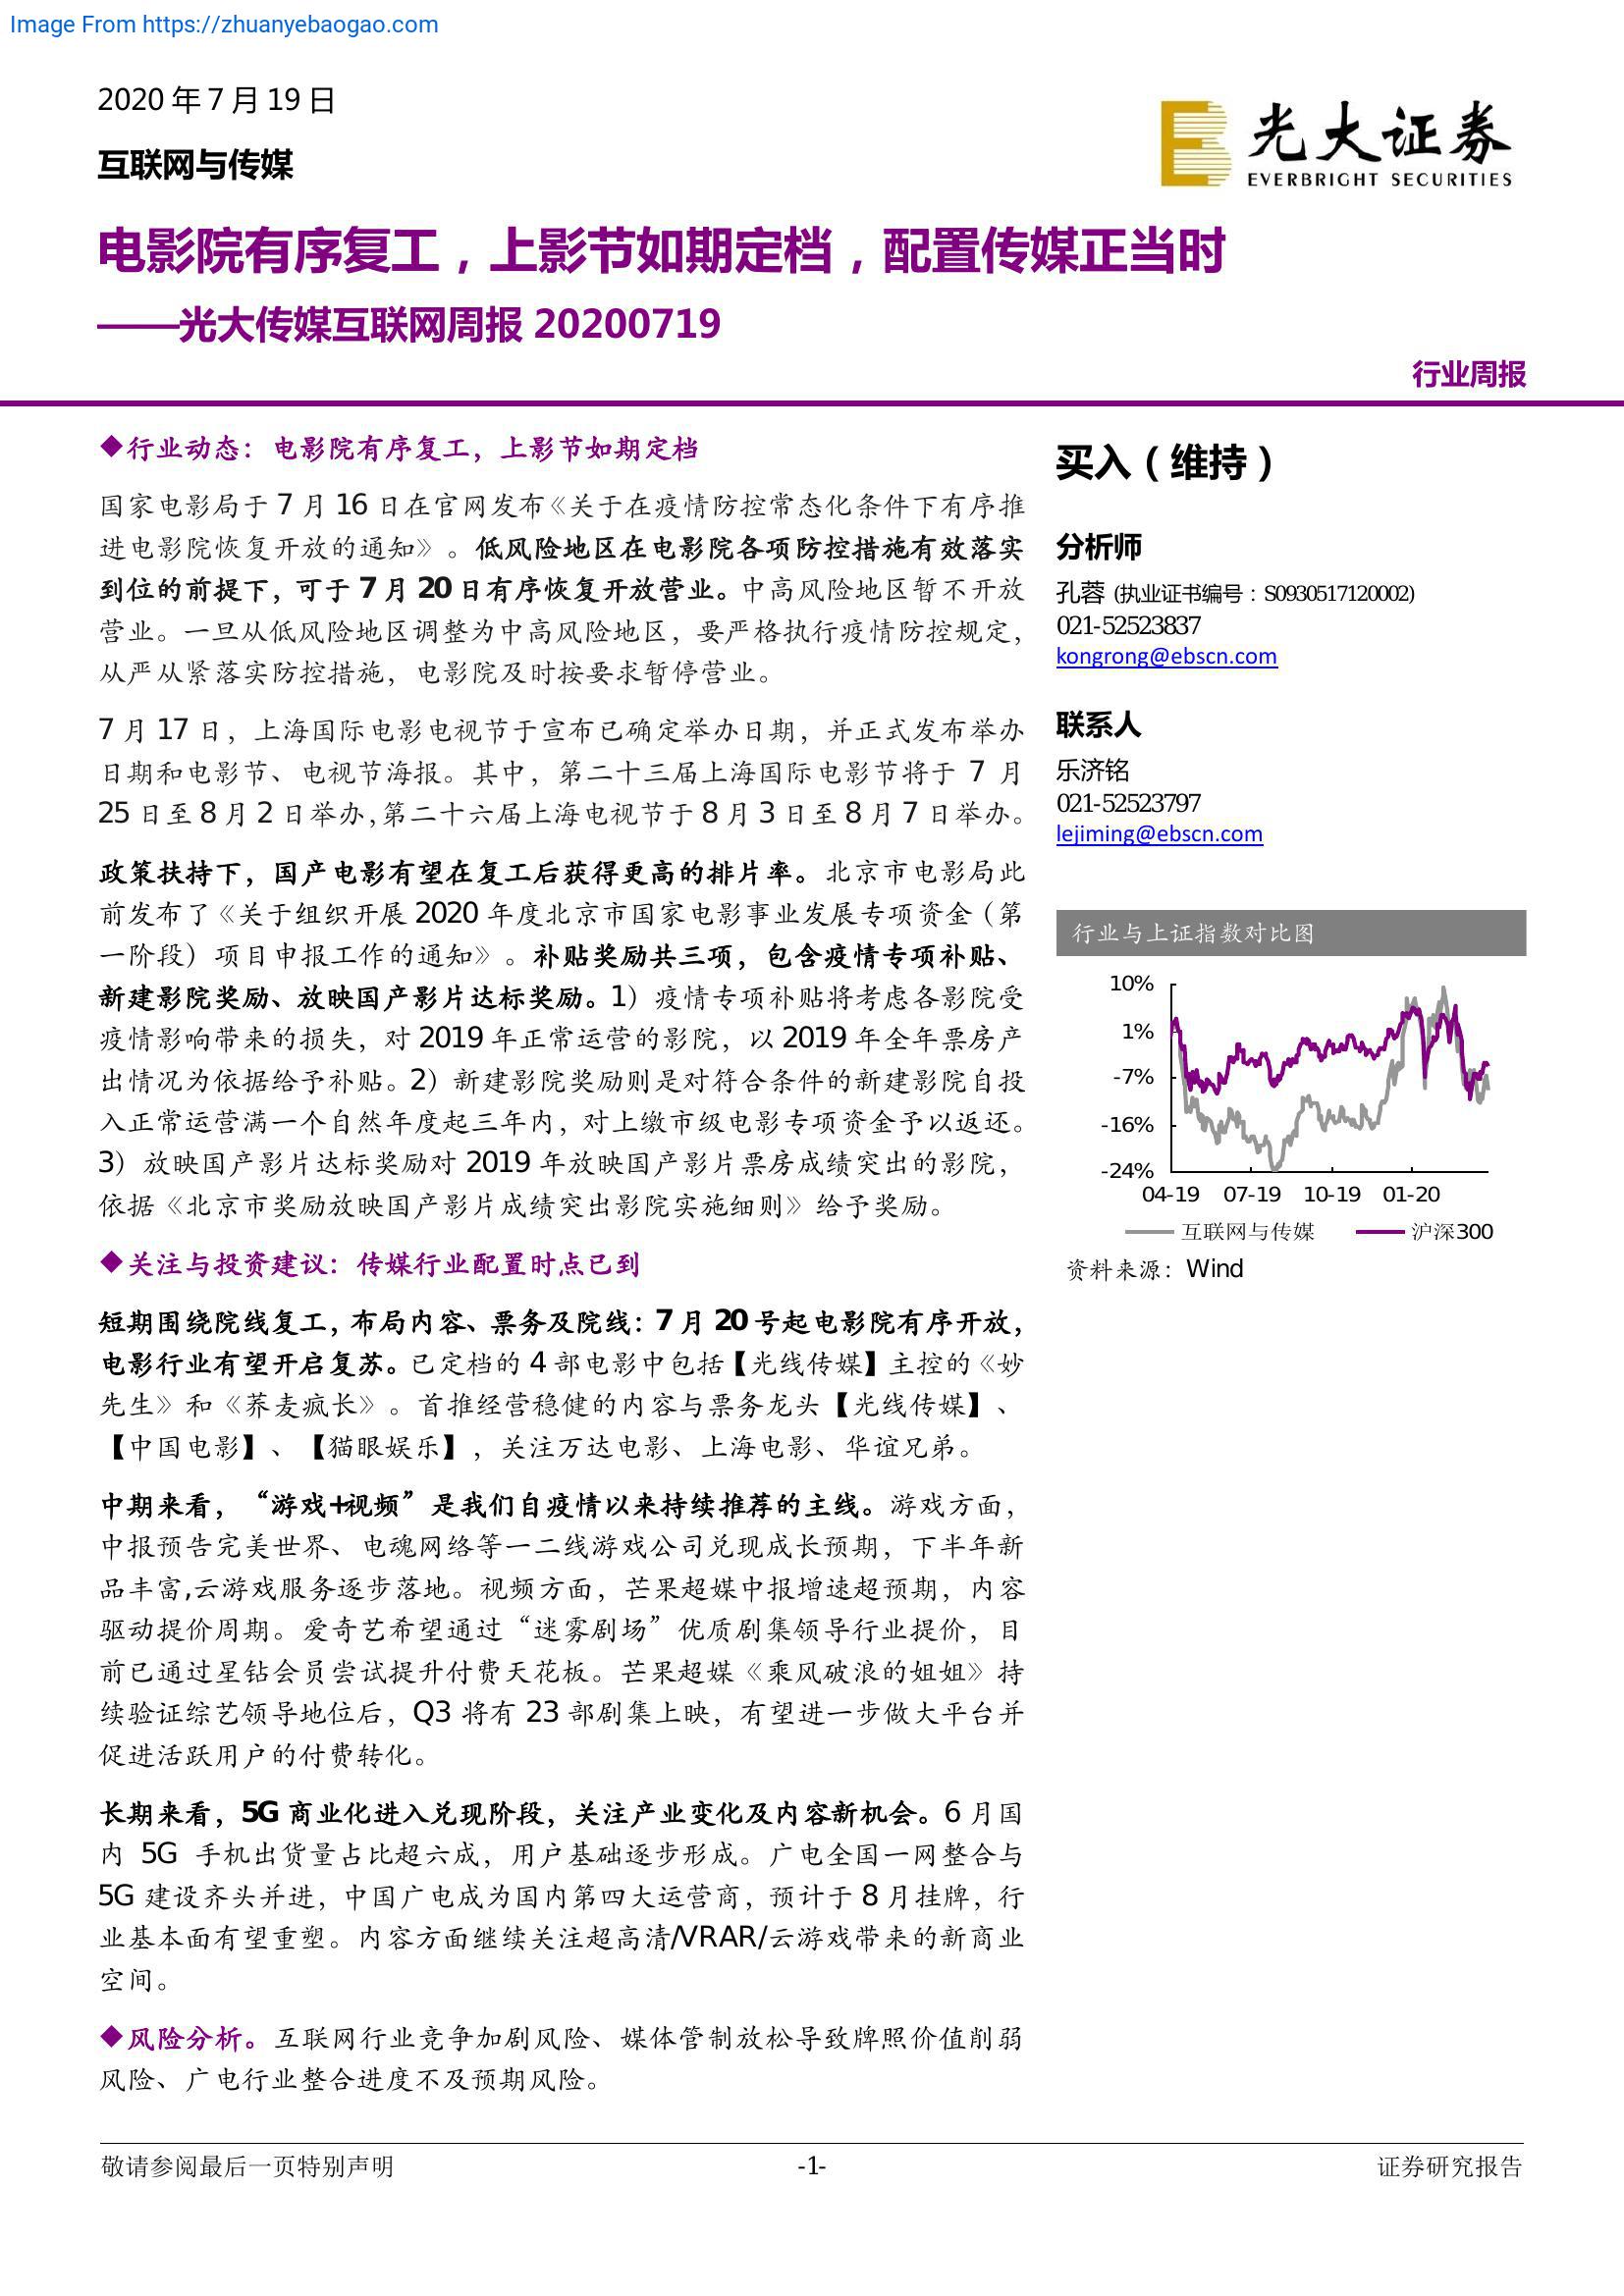 Image From https://zhuanyebaogao.com
2020 年 7 月 19 日
互联网与传媒
光大证券
EVERBRIGHT SECURITIES
电影院有序复工，上影节如期定档，配置传媒正当时
——光大传媒互联网周报 20200719
行业周报
◆行业动态：电影院有序复工，上影节如期定档
国家电影局于 7 月 16 日在官网发布《关于在疫情防控常态化条件下有序推
进电影院恢复开放的通知》。低风险地区在电影院各项防控措施有效落实
到位的前提下，可于 7 月 20 日有序恢复开放营业。中高风险地区暂不开放
营业。一旦从低风险地区调整为中高风险地区，要严格执行疫情防控规定，
从严从紧落实防控措施，电影院及时按要求暂停营业。
7 月 17 日，上海国际电影电视节于宣布已确定举办日期，并正式发布举办
日期和电影节、电视节海报。其中，第二十三届上海国际电影节将于 7 月
25 日至 8 月 2 日举办,第二十六届上海电视节于 8 月 3 日至 8 月 7 日举办。
政策扶持下，国产电影有望在复工后获得更高的排片率。北京市电影局此
前发布了《关于组织开展 2020 年度北京市国家电影事业发展专项资金（第
一阶段）项目申报工作的通知》。补贴奖励共三项，包含疫情专项补贴、
新建影院奖励、放映国产影片达标奖励。1）疫情专项补贴将考虑各影院受
疫情影响带来的损失，对 2019 年正常运营的影院，以 2019 年全年票房产
出情况为依据给予补贴。2）新建影院奖励则是对符合条件的新建影院自投
入正常运营满一个自然年度起三年内，对上缴市级电影专项资金予以返还。
3）放映国产影片达标奖励对 2019 年放映国产影片票房成绩突出的影院，
依据《北京市奖励放映国产影片成绩突出影院实施细则》给予奖励。
◆关注与投资建议：传媒行业配置时点已到
短期围绕院线复工，布局内容、票务及院线：7 月 20 号起电影院有序开放，
电影行业有望开启复苏。已定档的 4 部电影中包括【光线传媒】主控的《妙
先生》和《荞麦疯长》。首推经营稳健的内容与票务龙头【光线传媒】、
【中国电影】、【猫眼娱乐】，关注万达电影、上海电影、华谊兄弟。
中期来看，“游戏+视频”是我们自疫情以来持续推荐的主线。游戏方面，
中报预告完美世界、电魂网络等一二线游戏公司兑现成长预期，下半年新
品丰富,云游戏服务逐步落地。视频方面，芒果超媒中报增速超预期，内容
驱动提价周期。爱奇艺希望通过“迷雾剧场”优质剧集领导行业提价，目
前已通过星钻会员尝试提升付费天花板。芒果超媒《乘风破浪的姐姐》持
续验证综艺领导地位后，Q3 将有 23 部剧集上映，有望进一步做大平台并
促进活跃用户的付费转化。
长期来看，5G 商业化进入兑现阶段，关注产业变化及内容新机会。6 月国
内 5G 手机出货量占比超六成，用户基础逐步形成。广电全国一网整合与
5G 建设齐头并进，中国广电成为国内第四大运营商，预计于 8 月挂牌，行
业基本面有望重塑。内容方面继续关注超高清/VRAR/云游戏带来的新商业
空间。
◆风险分析。互联网行业竞争加剧风险、媒体管制放松导致牌照价值削弱
风险、广电行业整合进度不及预期风险。
买入（维持）
分析师
孔蓉 (执业证书编号：S0930517120002)
021-52523837
kongrong@ebscn.com
联系人
乐济铭
021-52523797
lejiming@ebscn.com
行业与上证指数对比图
10%
1%
-7%
-16%
-24%
04-19 07-19 10-19 01-20
互联网与传媒 沪深300
资料来源：Wind
敬请参阅最后一页特别声明 -1- 证券研究报告